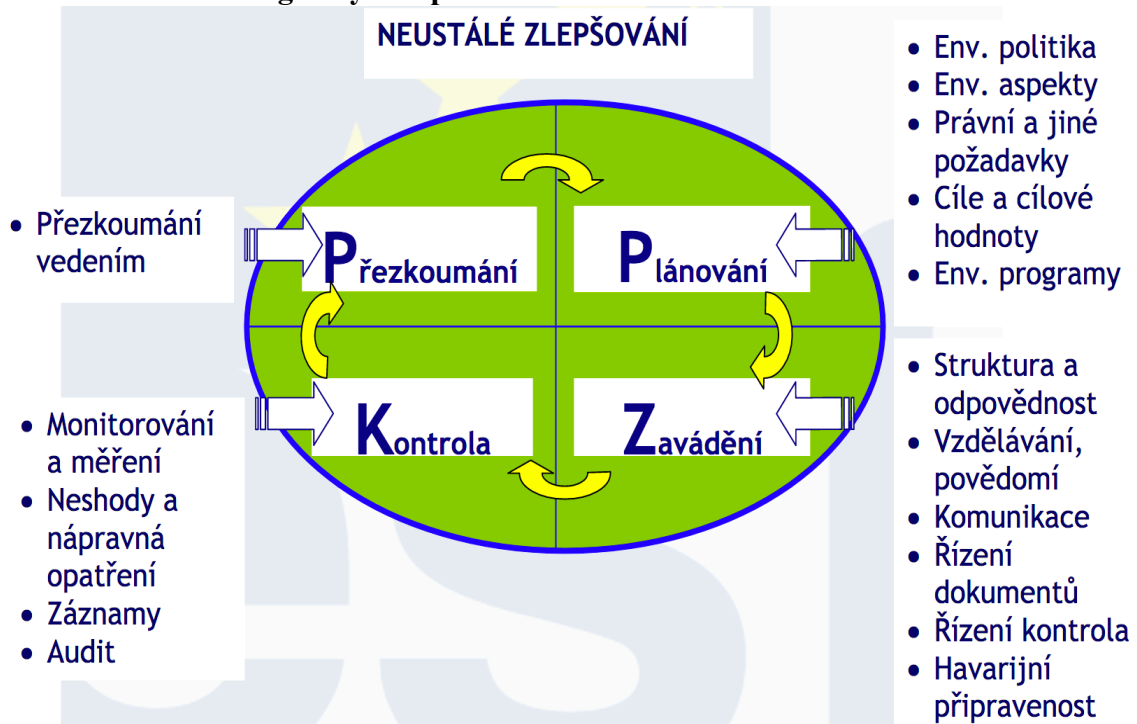 NEUSTÁLÉ ZLEPŠOVÁNÍ
• Přezkoumání
vedením
Přezkoumání
Plánování
• Env. politika
• Env. aspekty
• Právní a jiné
požadavky
• Cíle a cílové
hodnoty
• Env. programy
• Monitorování
a měření
• Neshody a
nápravná
opatření
• Záznamy
• Audit
Kontrola
Zavádění
• Struktura a
odpovědnost
• Vzdělávání,
povědomí
• Komunikace
• Řízení
dokumentů
• Řízení kontrola
• Havarijní
připravenost